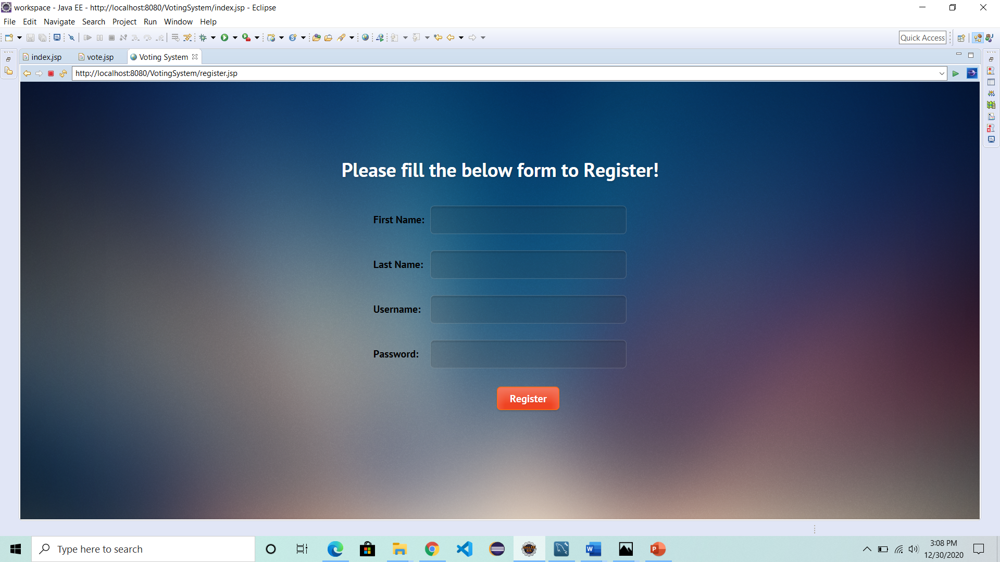 workspace - Java EE - http://localhost:8080/VotingSystem/index.jsp - Eclipse
File Edit Navigate Search Project Run Window Help
Quick Access
index.jsp vote.jsp Voting System
http://localhost:8080/VotingSystem/register.jsp
Please fill the below form to Register!
First Name:
Last Name:
Username:
Password:
Register
Type here to search
3:08 PM
12/30/2020